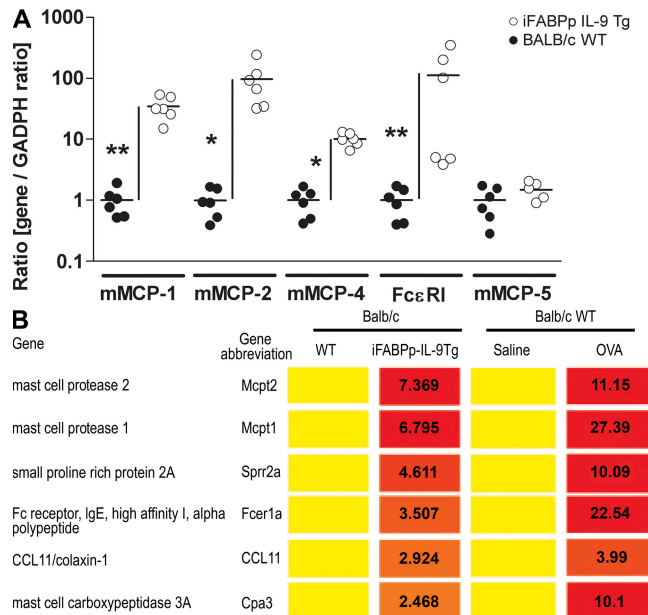 A
○ iFABPp IL-9 Tg
● BALB/c WT
Ratio [gene / GADPH ratio]
1000
100
10
1
0.1
**
*
*
**
mMCP-1 mMCP-2 mMCP-4 FcεRI mMCP-5
B
Balb/c Balb/c WT
Gene Gene abbreviation WT iFABPp-IL-9Tg Saline OVA
mast cell protease 2 Mcpt2 7.369 11.15
mast cell protease 1 Mcpt1 6.795 27.39
small proline rich protein 2A Sprr2a 4.611 10.09
Fc receptor, IgE, high affinity I, alpha
polypeptide Fcer1a 3.507 22.54
CCL11/colaxin-1 CCL11 2.924 3.99
mast cell carboxypeptidase 3A Cpa3 2.468 10.1